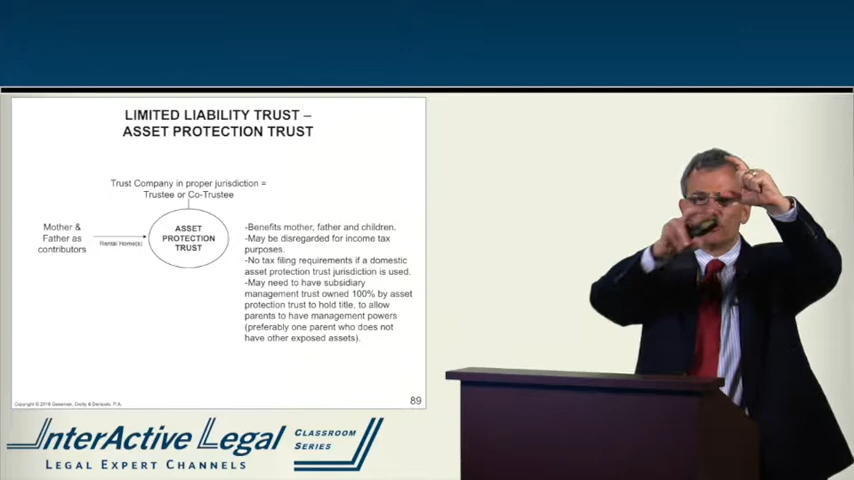 LIMITED LIABILITY TRUST –
ASSET PROTECTION TRUST
Trust Company in proper jurisdiction =
Trustee or Co-Trustee
Mother &
Father as
contributors
Rental Home(s)
ASSET
PROTECTION
TRUST
-Benefits mother, father and children.
-May be disregarded for income tax
purposes.
-No tax filing requirements if a domestic
asset protection trust jurisdiction is used.
-May need to have subsidiary
management trust owned 100% by asset
protection trust to hold title, to allow
parents to have management powers
(preferably one parent who does not
have other exposed assets).
89
InterActive Legal
LEGAL EXPERT CHANNELS
CLASSROOM
SERIES